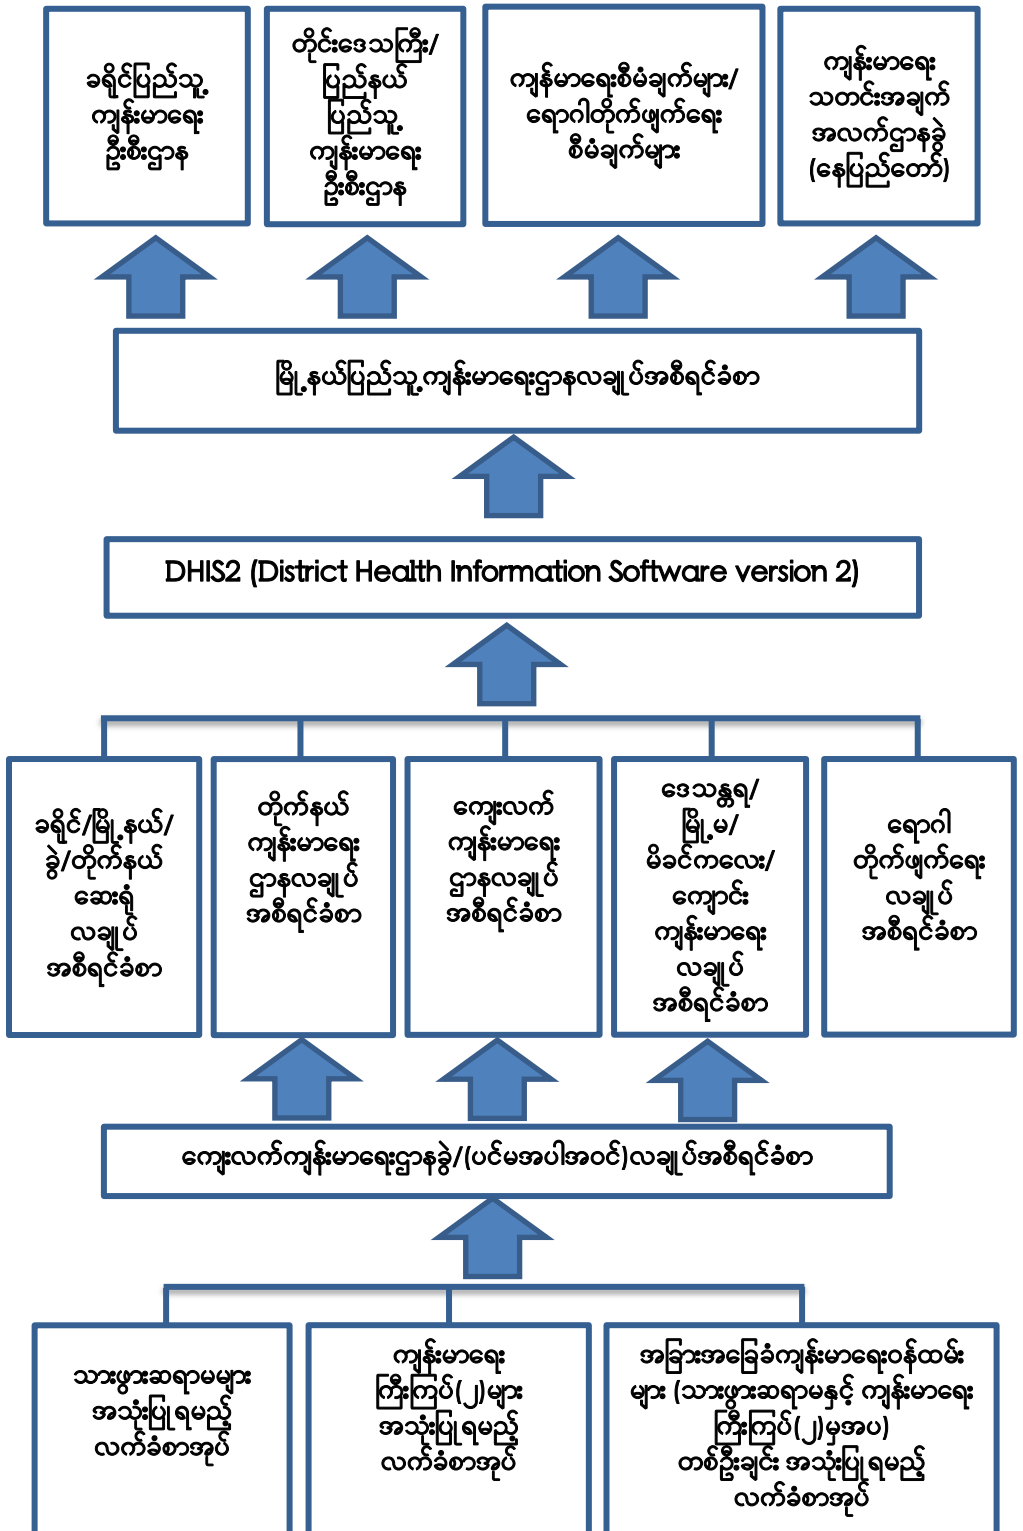 ခရိုင်ပြည်သူ့
ကျန်းမာရေး
ဦးစီးဌာန
တိုင်းဒေသကြီး/
ပြည်နယ်
ပြည်သူ့
ကျန်းမာရေး
ဦးစီးဌာန
ကျန်မာရေးစီမံချက်များ/
ရောဂါတိုက်ဖျက်ရေး
စီမံချက်များ
ကျန်းမာရေး
သတင်းအချက်
အလက်ဌာနခွဲ
(နေပြည်တော်)
မြို့နယ်ပြည်သူ့ကျန်းမာရေးဌာနလချုပ်အစီရင်ခံစာ
DHIS2 (District Health Information Software version 2)
ခရိုင်/မြို့နယ်/
ခွဲ/တိုက်နယ်
ဆေးရုံ
လချုပ်
အစီရင်ခံစာ
တိုက်နယ်
ကျန်းမာရေး
ဌာနလချုပ်
အစီရင်ခံစာ
ကျေးလက်
ကျန်းမာရေး
ဌာနလချုပ်
အစီရင်ခံစာ
ဒေသန္တရ/
မြို့မ/
မိခင်ကလေး/
ကျောင်း
ကျန်းမာရေး
လချုပ်
အစီရင်ခံစာ
ရောဂါ
တိုက်ဖျက်ရေး
လချုပ်
အစီရင်ခံစာ
ကျေးလက်ကျန်းမာရေးဌာနခွဲ/(ပင်မအပါအဝင်)လချုပ်အစီရင်ခံစာ
သားဖွားဆရာမများ
အသုံးပြုရမည့်
လက်ခံစာအုပ်
ကျန်းမာရေး
ကြီးကြပ်(၂)များ
အသုံးပြုရမည့်
လက်ခံစာအုပ်
အခြားအခြေခံကျန်းမာရေးဝန်ထမ်း
များ (သားဖွားဆရာမနှင့် ကျန်းမာရေး
ကြီးကြပ်(၂)မှအပ)
တစ်ဦးချင်း အသုံးပြုရမည့်
လက်ခံစာအုပ်